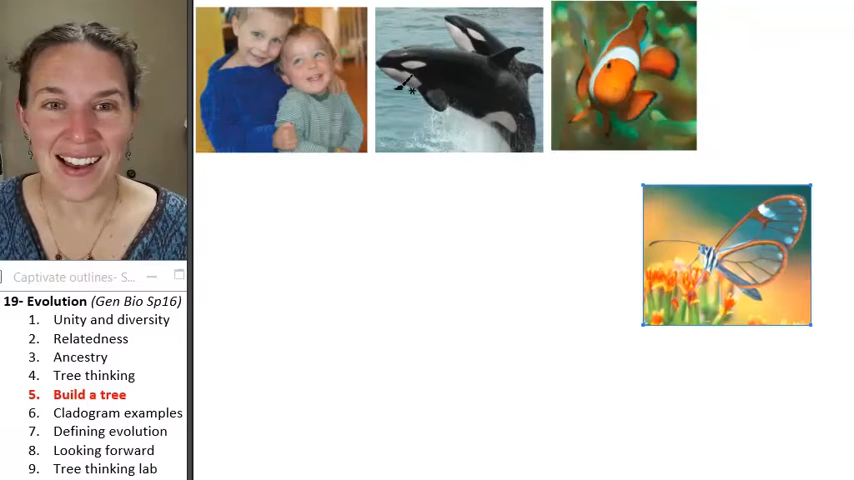 Captivate outlines- S...
19- Evolution (Gen Bio Sp16)
1. Unity and diversity
2. Relatedness
3. Ancestry
4. Tree thinking
5. Build a tree
6. Cladogram examples
7. Defining evolution
8. Looking forward
9. Tree thinking lab